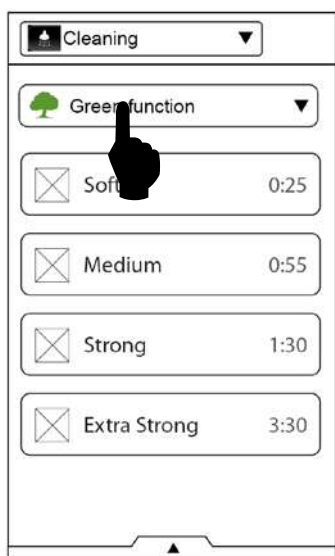 Cleaning
Green function
Soft 0:25
Medium 0:55
Strong 1:30
Extra Strong 3:30